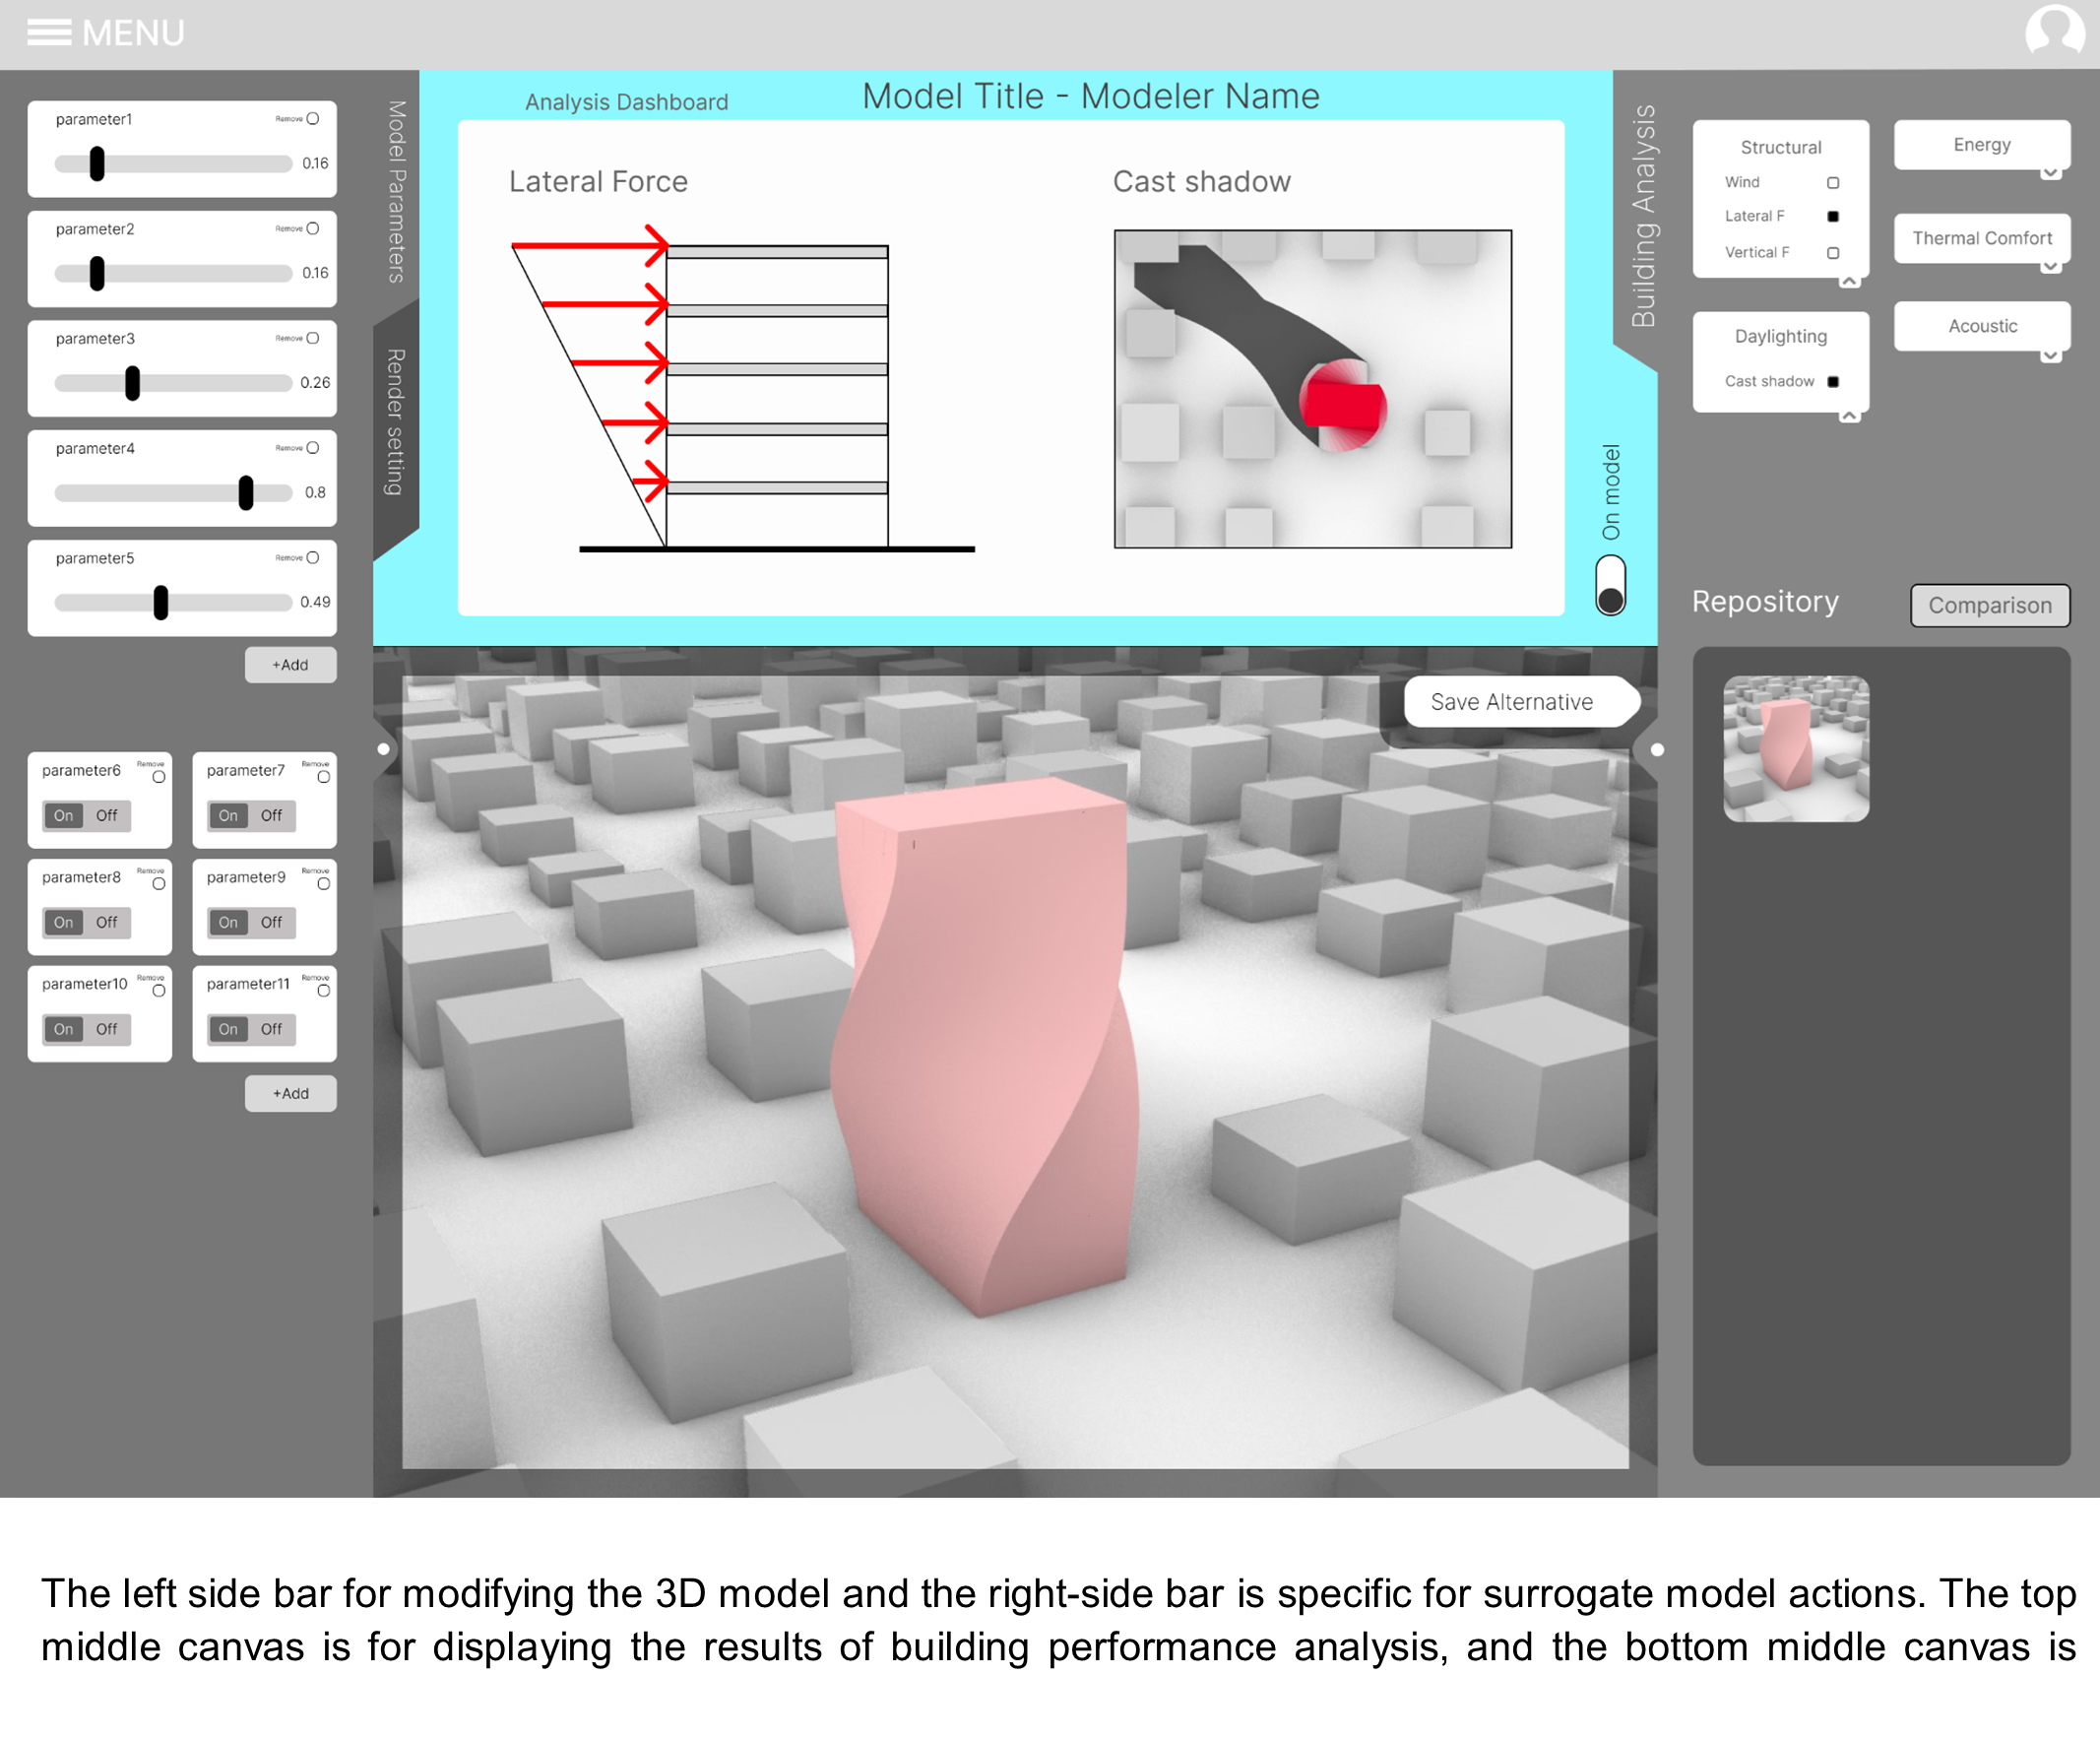 MENU
parameter1
Remove
0.16
parameter2
Remove
0.16
parameter3
Remove
0.26
parameter4
Remove
0.8
parameter5
Remove
0.49
+Add
parameter6
Remove
On Off
parameter7
Remove
On Off
parameter8
Remove
On Off
parameter9
Remove
On Off
parameter10
Remove
On Off
parameter11
Remove
On Off
+Add
Model Parameters
Render setting
Analysis Dashboard
Model Title - Modeler Name
Lateral Force
Cast shadow
On model
Save Alternative
Building Analysis
Structural
Wind
Lateral F
Vertical F
Daylighting
Cast shadow
Energy
Thermal Comfort
Acoustic
Repository
Comparison
The left side bar for modifying the 3D model and the right-side bar is specific for surrogate model actions. The top
middle canvas is for displaying the results of building performance analysis, and the bottom middle canvas is